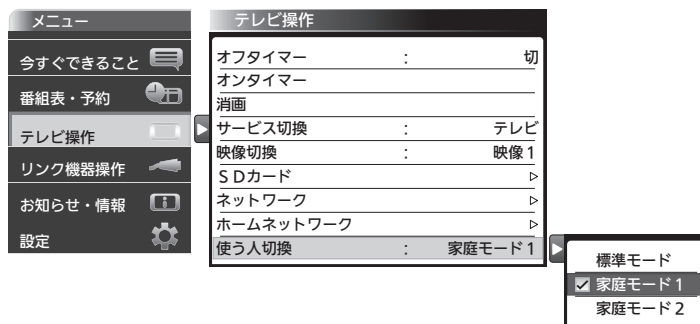 メニュー
今すぐできること
番組表・予約
テレビ操作
リンク機器操作
お知らせ・情報
設定
テレビ操作
オフタイマー : 切
オンタイマー
消画
サービス切換 : テレビ
映像切換 : 映像1
SDカード
ネットワーク
ホームネットワーク
使う人切換 : 家庭モード1
標準モード
家庭モード1
家庭モード2